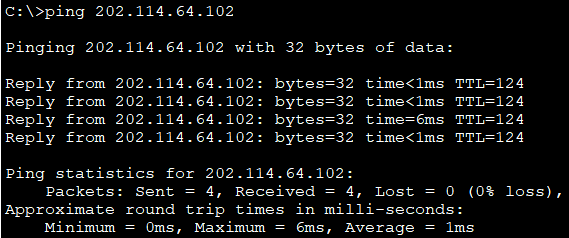 C:\>ping 202.114.64.102
Pinging 202.114.64.102 with 32 bytes of data:
Reply from 202.114.64.102: bytes=32 time<1ms TTL=124
Reply from 202.114.64.102: bytes=32 time<1ms TTL=124
Reply from 202.114.64.102: bytes=32 time=6ms TTL=124
Reply from 202.114.64.102: bytes=32 time<1ms TTL=124
Ping statistics for 202.114.64.102:
    Packets: Sent = 4, Received = 4, Lost = 0 (0% loss),
Approximate round trip times in milli-seconds:
    Minimum = 0ms, Maximum = 6ms, Average = 1ms